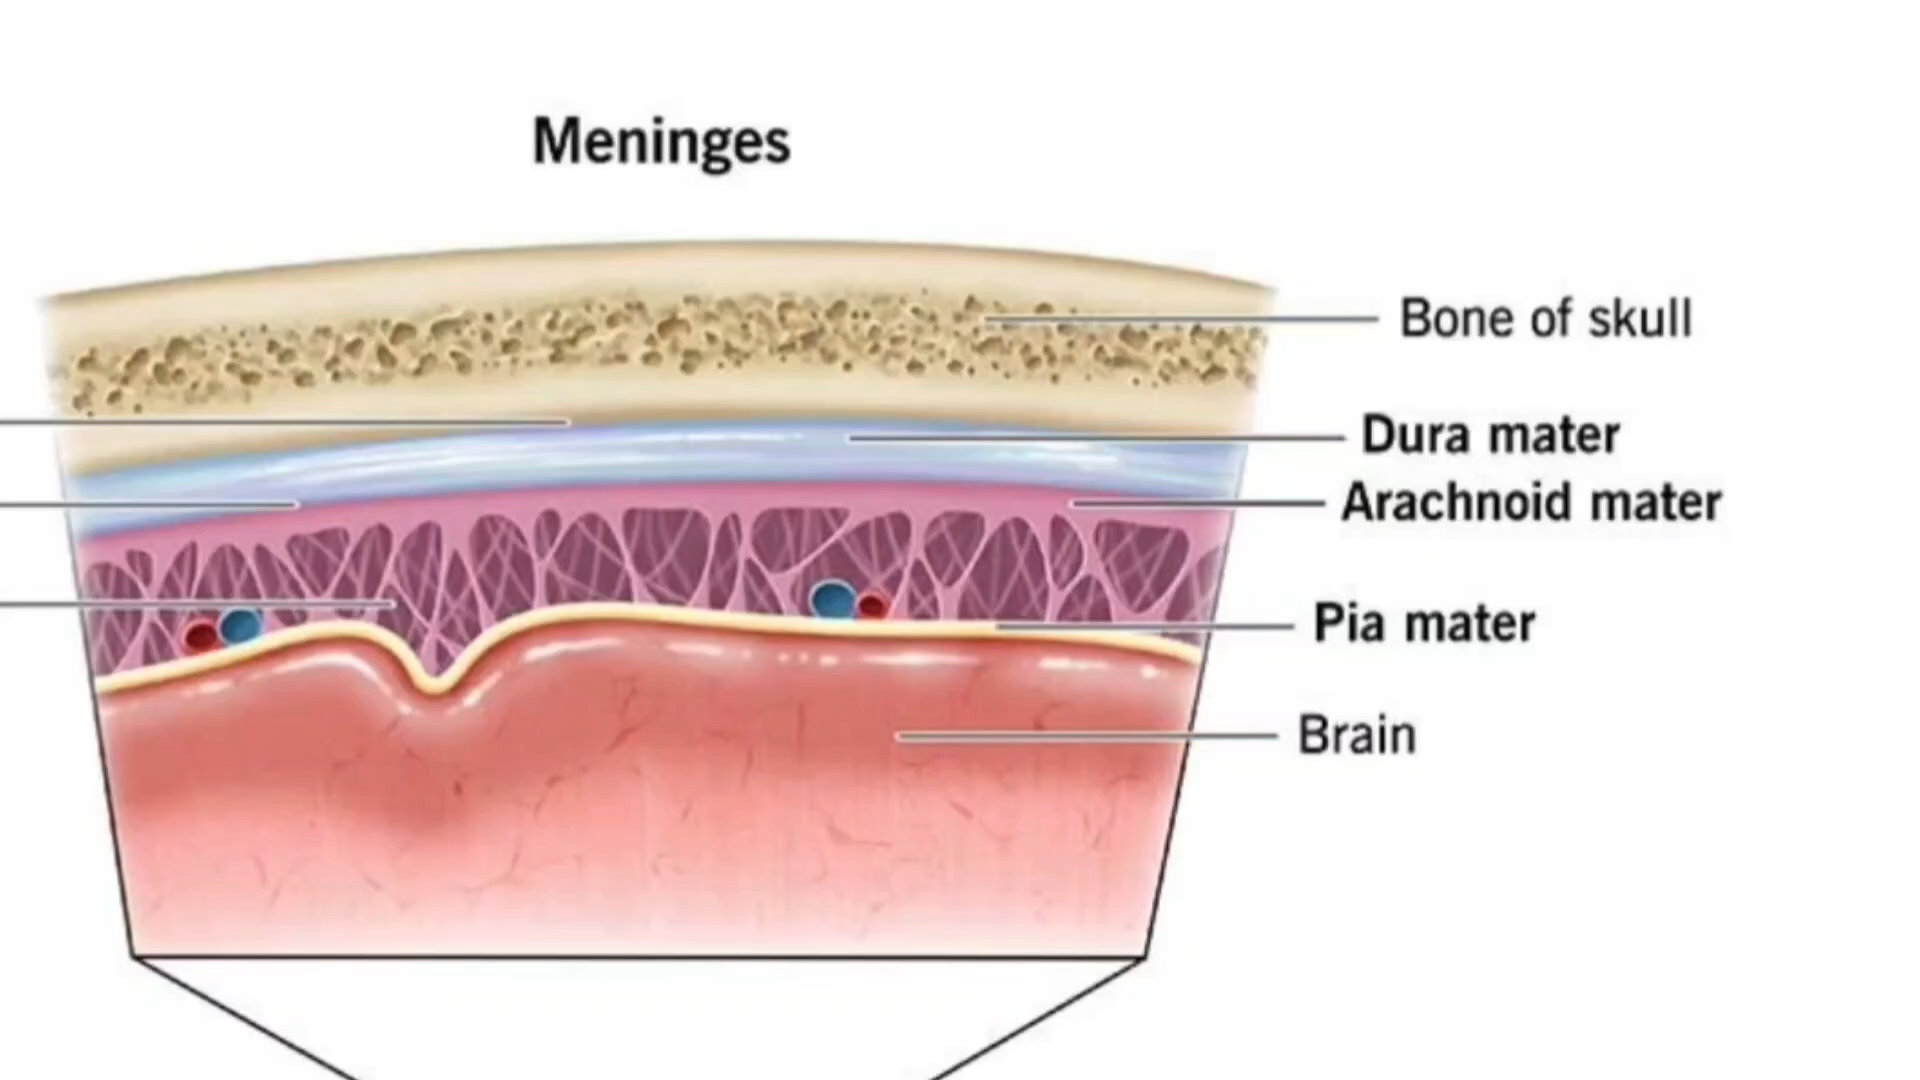 Meninges
Bone of skull
Dura mater
Arachnoid mater
Pia mater
Brain